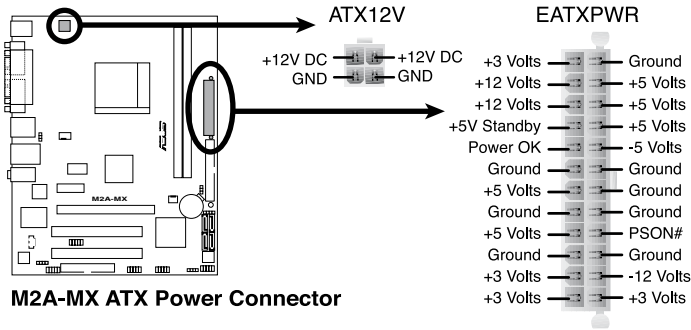 ATX12V
+12V DC +12V DC
GND GND
EATXPWR
+3 Volts Ground
+12 Volts +5 Volts
+12 Volts +5 Volts
+5V Standby +5 Volts
Power OK -5 Volts
Ground Ground
+5 Volts Ground
Ground Ground
+5 Volts PSON#
Ground Ground
+3 Volts -12 Volts
+3 Volts +3 Volts
ASUS
M2A-MX
M2A-MX ATX Power Connector